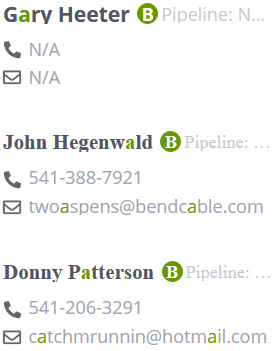 Gary Heeter B Pipeline: N...
N/A
N/A
John Hegenwald B Pipeline: ...
541-388-7921
twoaspens@bendcable.com
Donny Patterson B Pipeline: ...
541-206-3291
catchmrunnin@hotmail.com